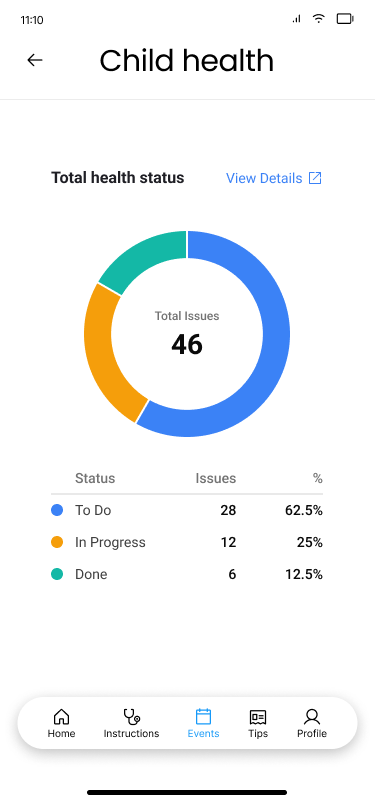 11:10
Child health
Total health status View Details
Total Issues
46
Status Issues %
To Do 28 62.5%
In Progress 12 25%
Done 6 12.5%
Home Instructions Events Tips Profile